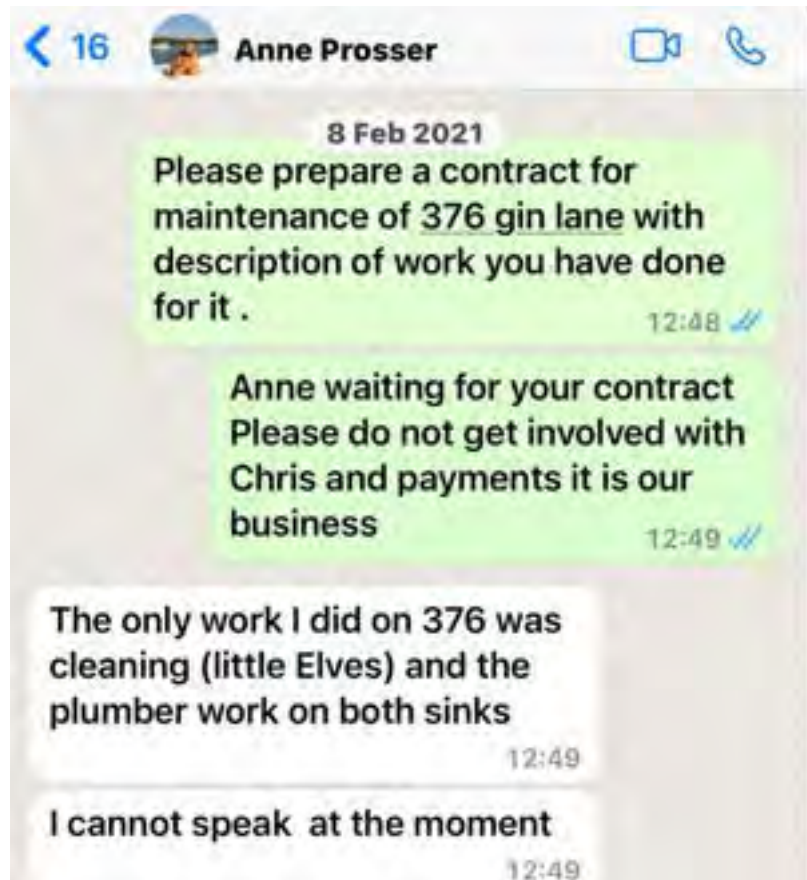 16 Anne Prosser
8 Feb 2021
Please prepare a contract for
maintenance of 376 gin lane with
description of work you have done
for it .
12:48
Anne waiting for your contract
Please do not get involved with
Chris and payments it is our
business
12:49
The only work I did on 376 was
cleaning (little Elves) and the
plumber work on both sinks
12:49
I cannot speak at the moment
12:49